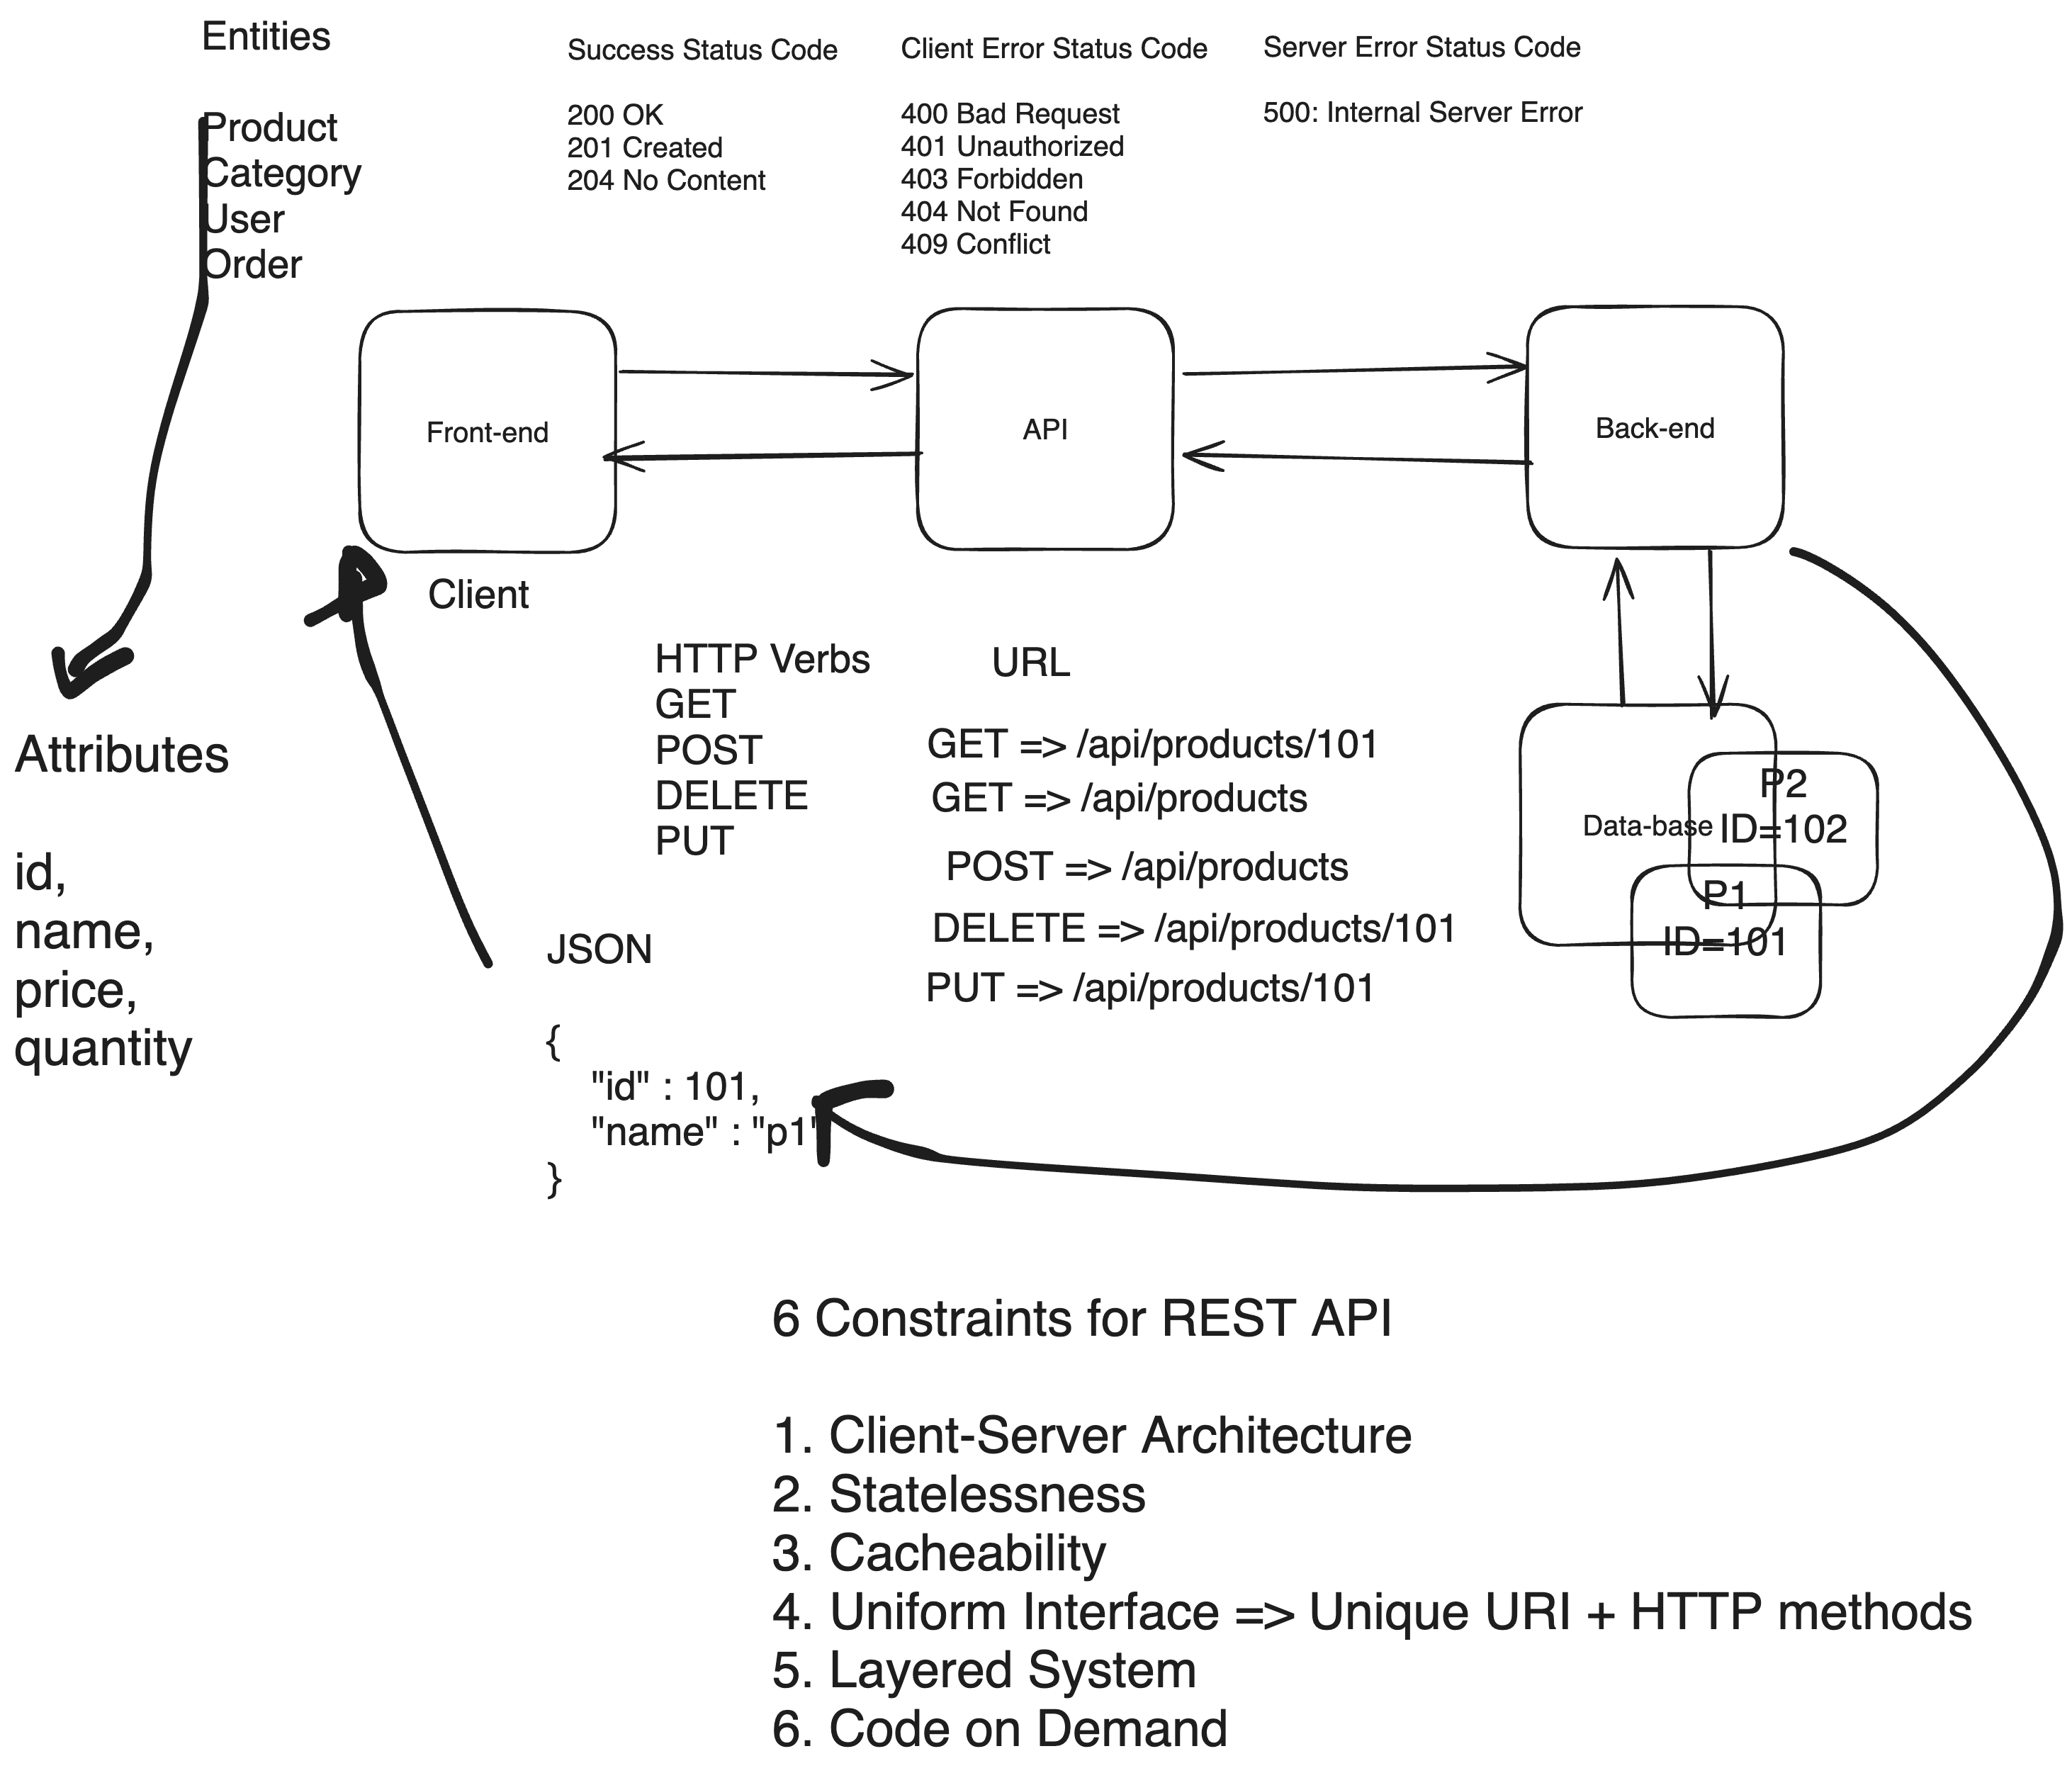 Entities
Product
Category
User
Order
Success Status Code
200 OK
201 Created
204 No Content
Client Error Status Code
400 Bad Request
401 Unauthorized
403 Forbidden
404 Not Found
409 Conflict
Server Error Status Code
500: Internal Server Error
Front-end
API
Back-end
Client
Attributes
id,
name,
price,
quantity
HTTP Verbs
GET
POST
DELETE
PUT
URL
GET => /api/products/101
GET => /api/products
POST => /api/products
DELETE => /api/products/101
PUT => /api/products/101
Data-base
P2
ID=102
P1
ID=101
JSON
{
"id" : 101,
"name" : "p1"
}
6 Constraints for REST API
1. Client-Server Architecture
2. Statelessness
3. Cacheability
4. Uniform Interface => Unique URI + HTTP methods
5. Layered System
6. Code on Demand